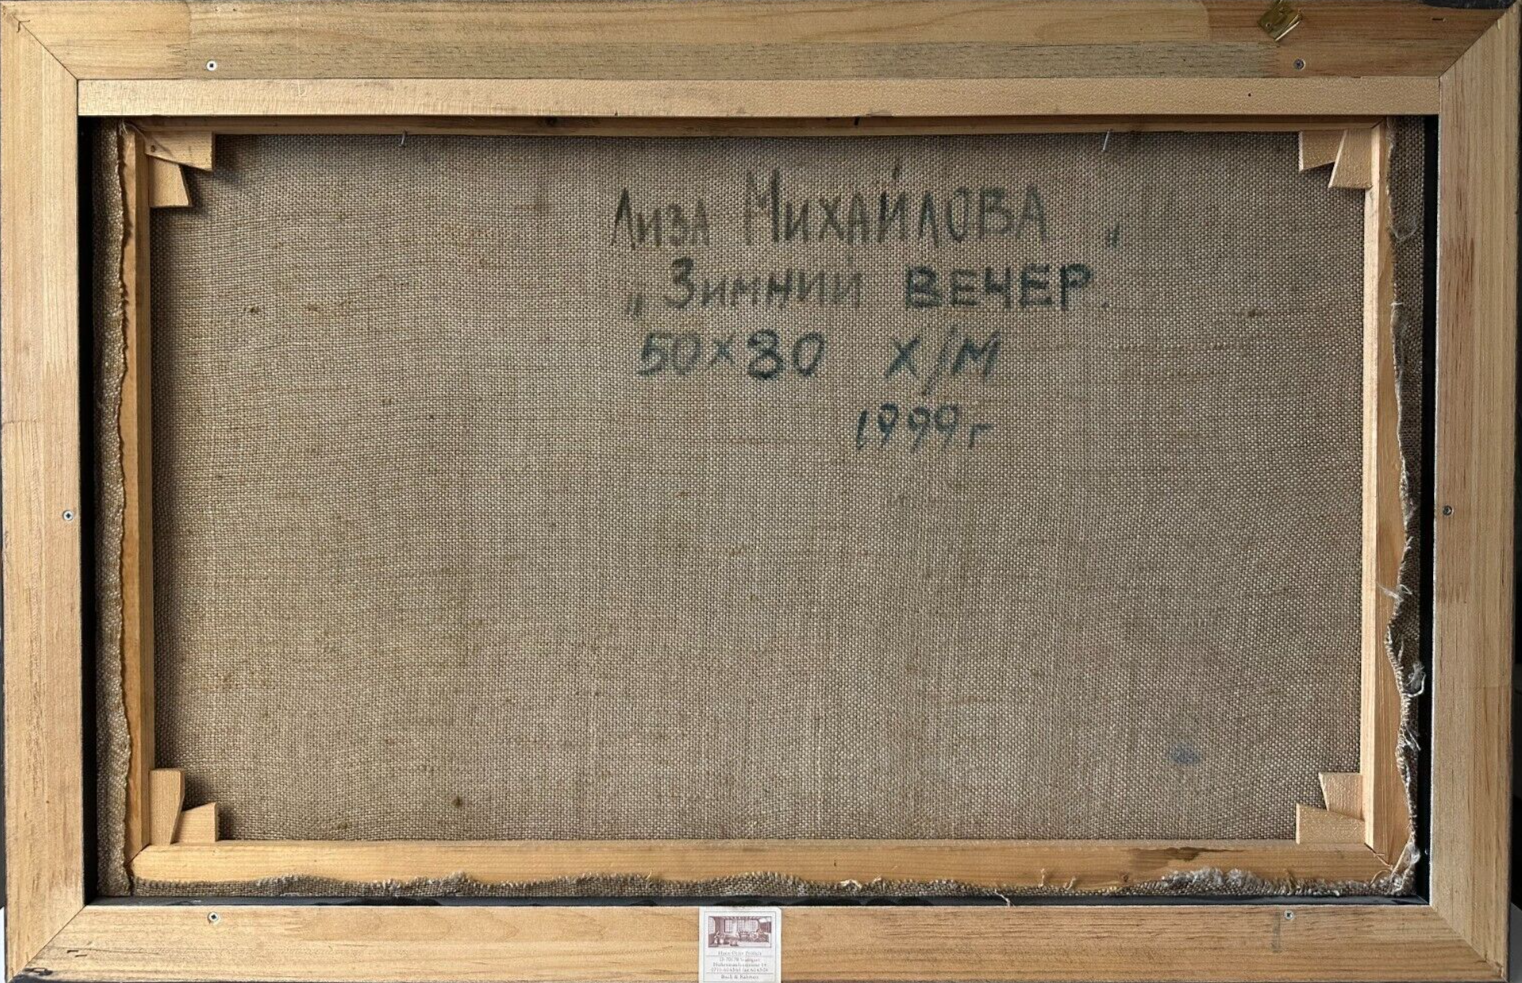 Лиза Михайлова
„Зимний вечер"
50×80 х/м
1999г